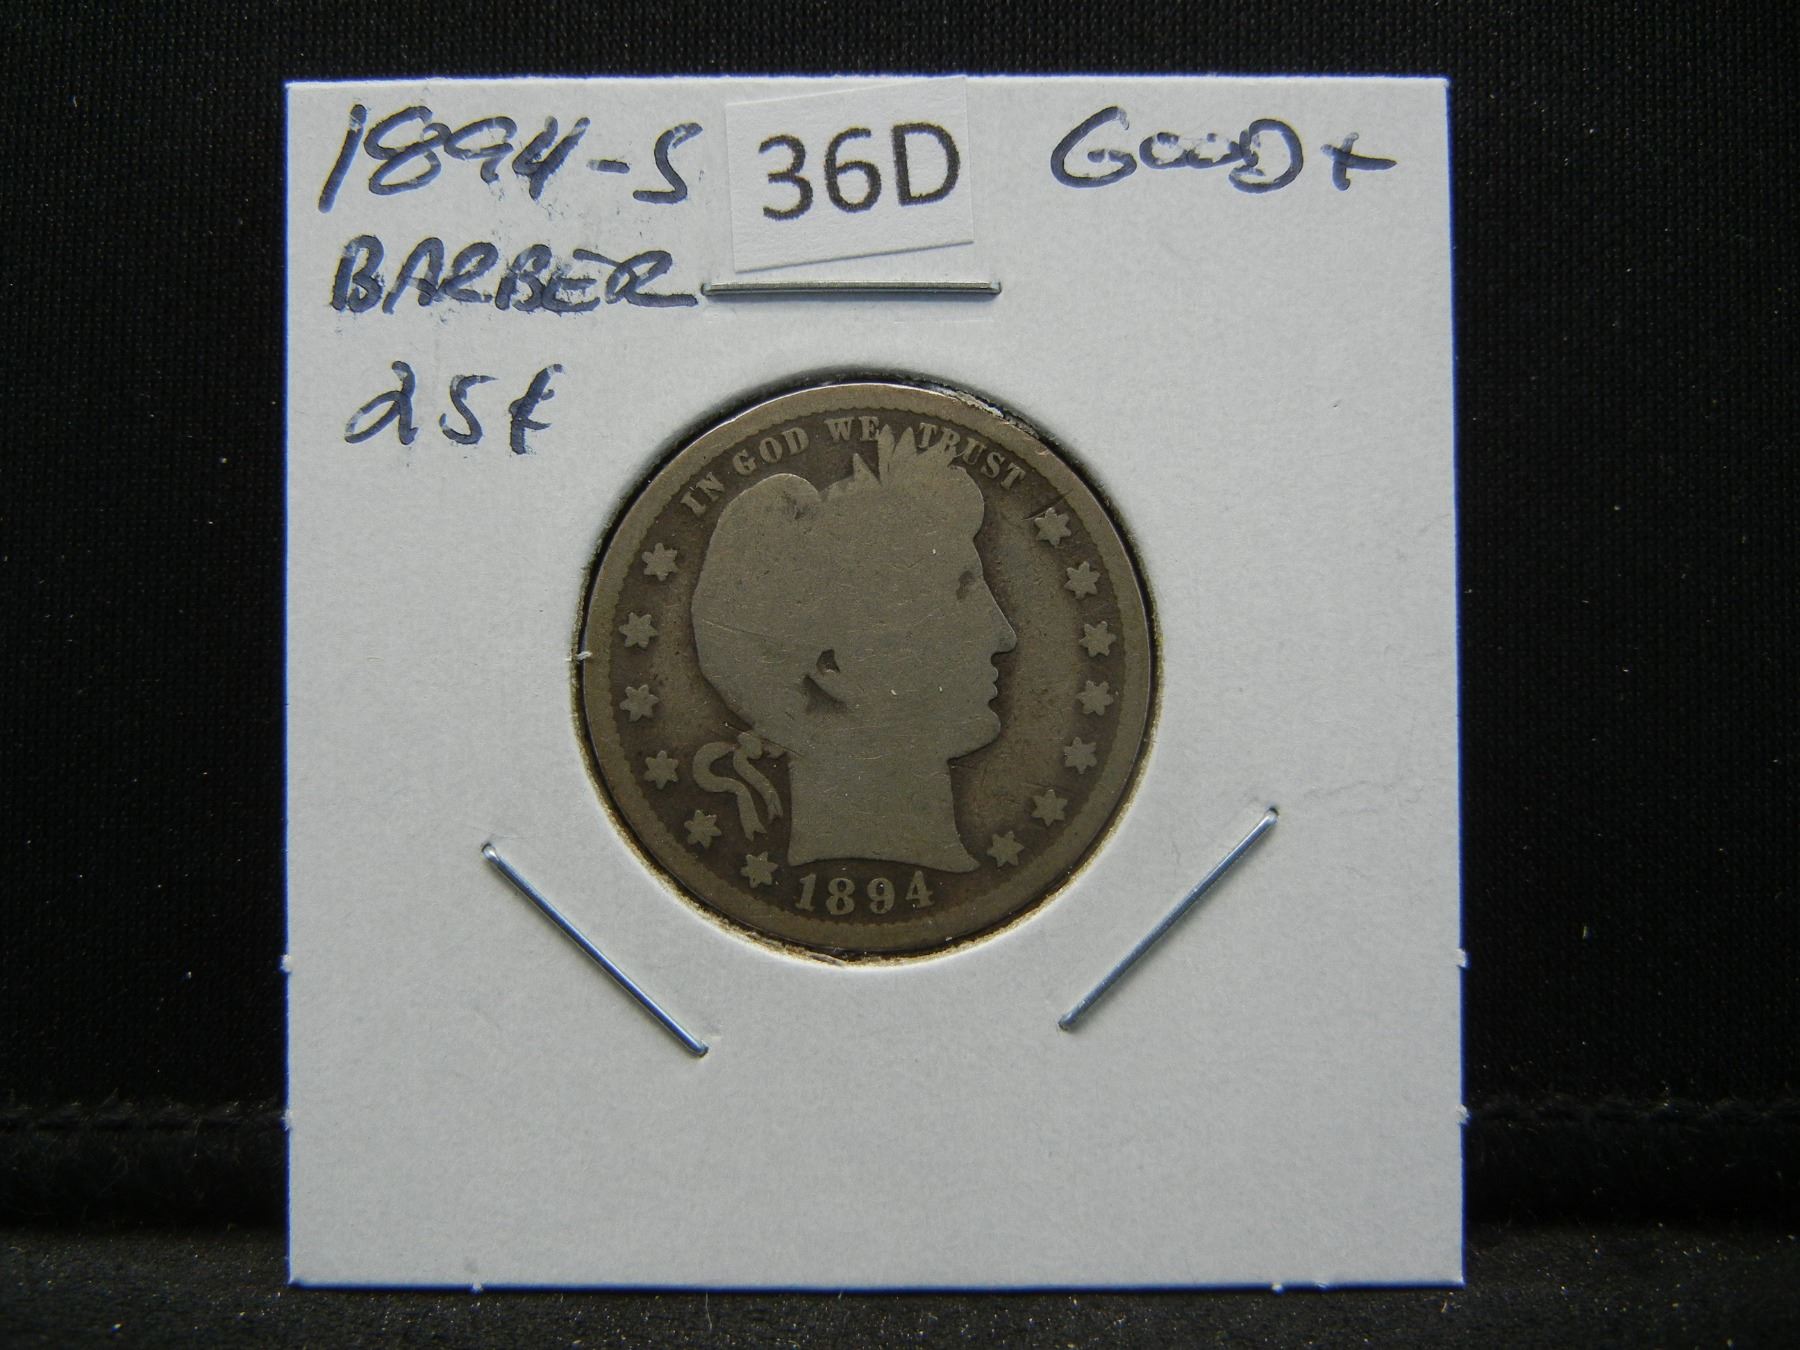 1894-S
BARBER
25¢
36D
GOOD+
IN GOD WE TRUST
1894